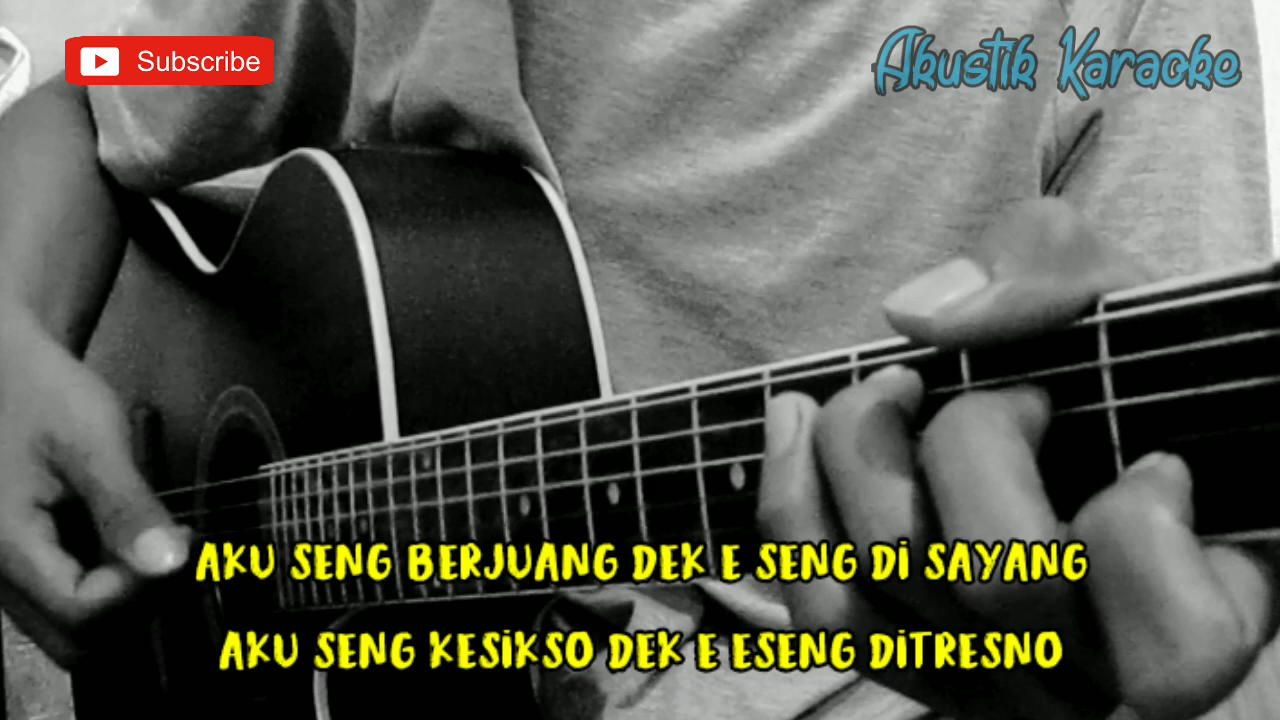 Subscribe
Akustik Karaoke
AKU SENG BERJUANG DEK E SENG Di SAYANG
AKU SENG KESiKSO DEK E ESENG DiTRESNO